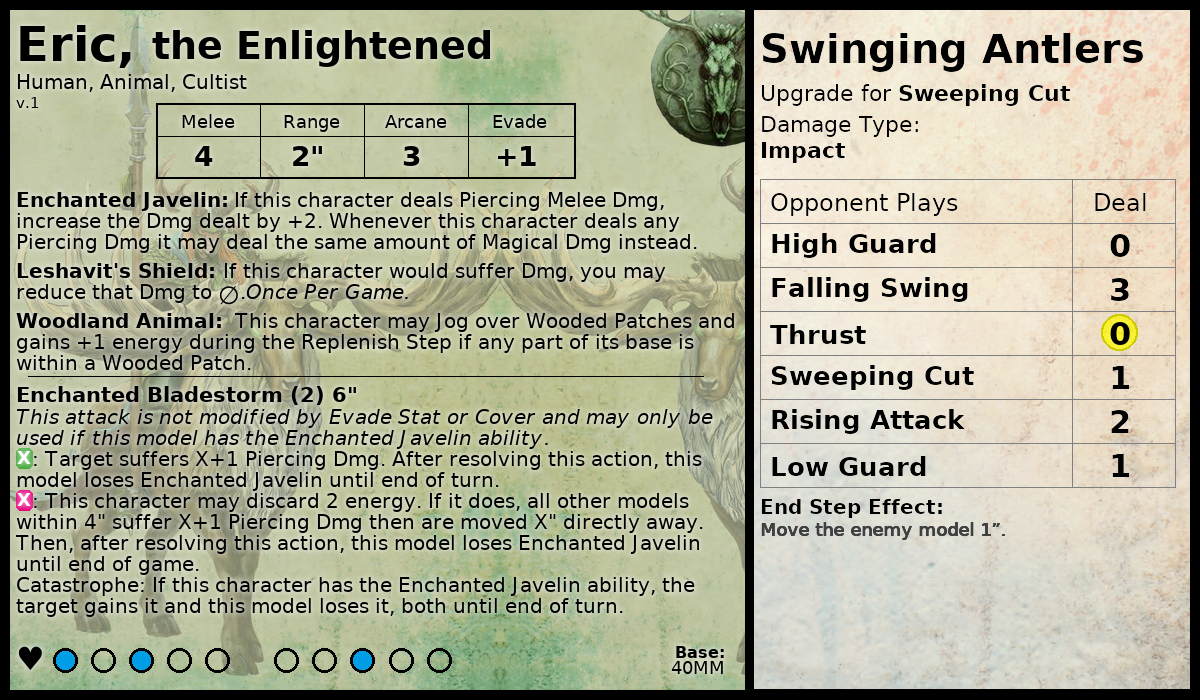 Eric, the Enlightened
Human, Animal, Cultist
v.1
Melee Range Arcane Evade
4 2" 3 +1
Enchanted Javelin: If this character deals Piercing Melee Dmg,
increase the Dmg dealt by +2. Whenever this character deals any
Piercing Dmg it may deal the same amount of Magical Dmg instead.
Leshavit's Shield: If this character would suffer Dmg, you may
reduce that Dmg to ∅.Once Per Game.
Woodland Animal: This character may Jog over Wooded Patches and
gains +1 energy during the Replenish Step if any part of its base is
within a Wooded Patch.
Enchanted Bladestorm (2) 6"
This attack is not modified by Evade Stat or Cover and may only be
used if this model has the Enchanted Javelin ability.
X: Target suffers X+1 Piercing Dmg. After resolving this action, this
model loses Enchanted Javelin until end of turn.
X: This character may discard 2 energy. If it does, all other models
within 4" suffer X+1 Piercing Dmg then are moved X" directly away.
Then, after resolving this action, this model loses Enchanted Javelin
until end of game.
Catastrophe: If this character has the Enchanted Javelin ability, the
target gains it and this model loses it, both until end of turn.
Base:
40MM
Swinging Antlers
Upgrade for Sweeping Cut
Damage Type:
Impact
Opponent Plays Deal
High Guard 0
Falling Swing 3
Thrust 0
Sweeping Cut 1
Rising Attack 2
Low Guard 1
End Step Effect:
Move the enemy model 1”.